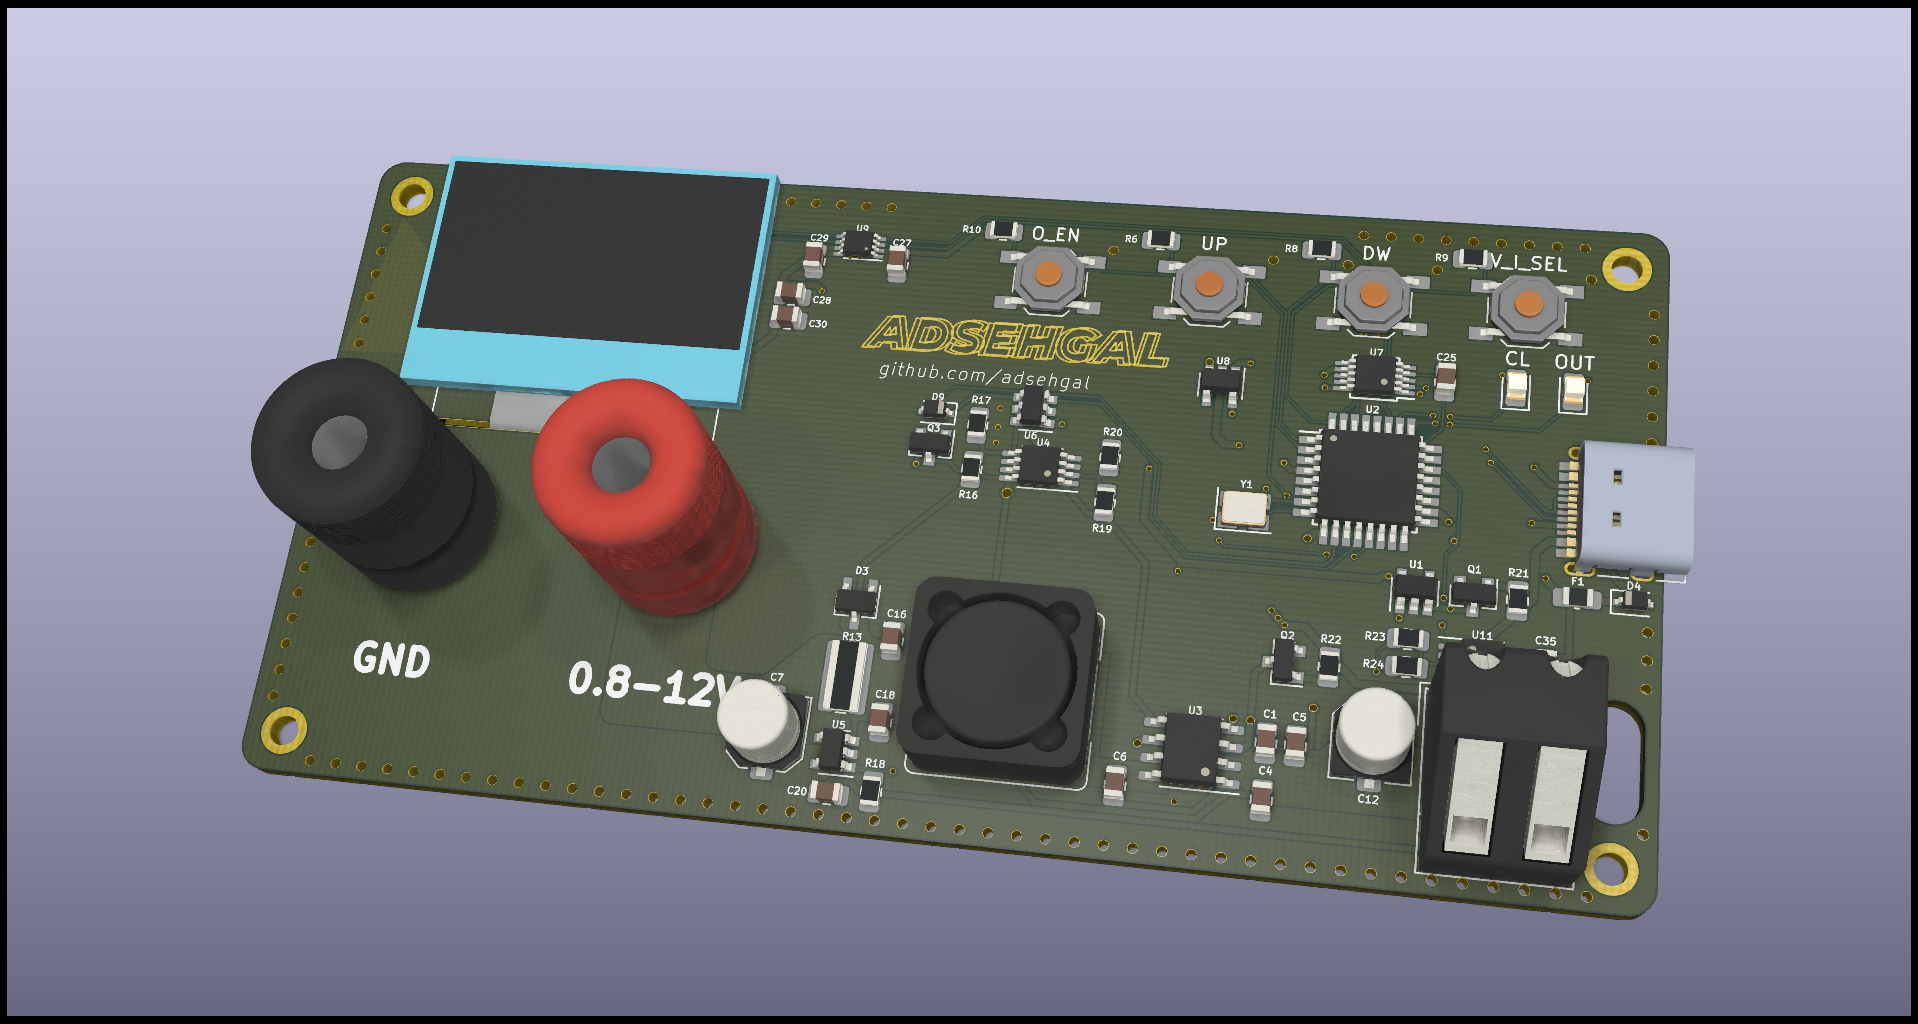 R10
O_EN
R6
UP
R8
DW
R9
V_I_SEL
C29
U9
C27
C28
C30
ADSEHGAL
github.com/adsehgal
U8
U7
C25
CL
OUT
U2
D9
R17
Q3
U6
U4
R20
R16
R19
Y1
D3
C16
R13
U1
Q1
R21
F1
D4
GND
0.8-12V
C7
C18
U5
R18
C20
Q2
R22
R23
R24
U11
C35
U3
C1
C5
C6
C4
C12